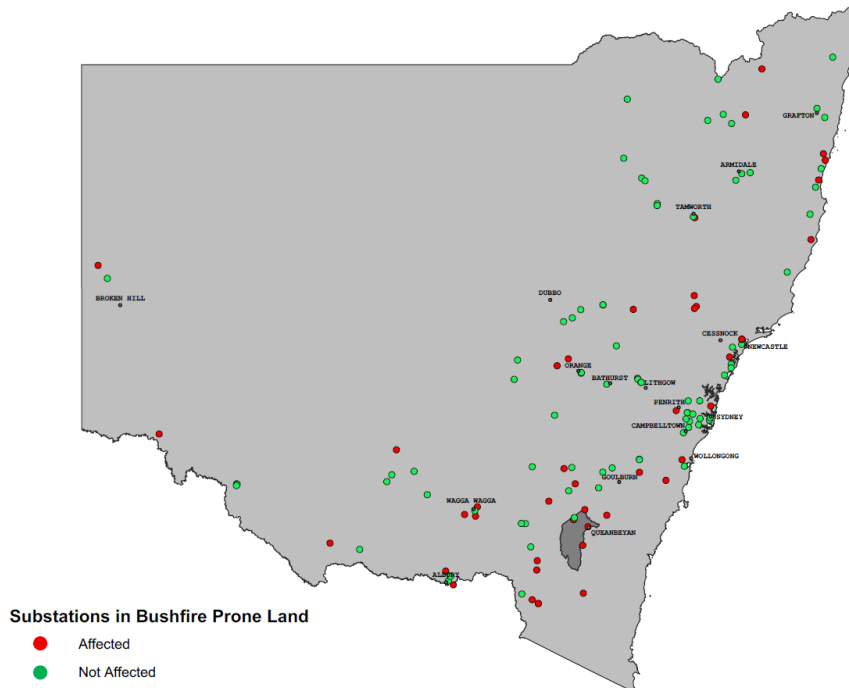 GRAFTON
ARMIDALE
TAMWORTH
DUBBO
BROKEN HILL
CESSNOCK
NEWCASTLE
ORANGE
BATHURST
LITHGOW
PENRITH
SYDNEY
CAMPBELLTOWN
WOLLONGONG
GOULBURN
WAGGA WAGGA
QUEANBEYAN
ALBURY
Substations in Bushfire Prone Land
Affected
Not Affected